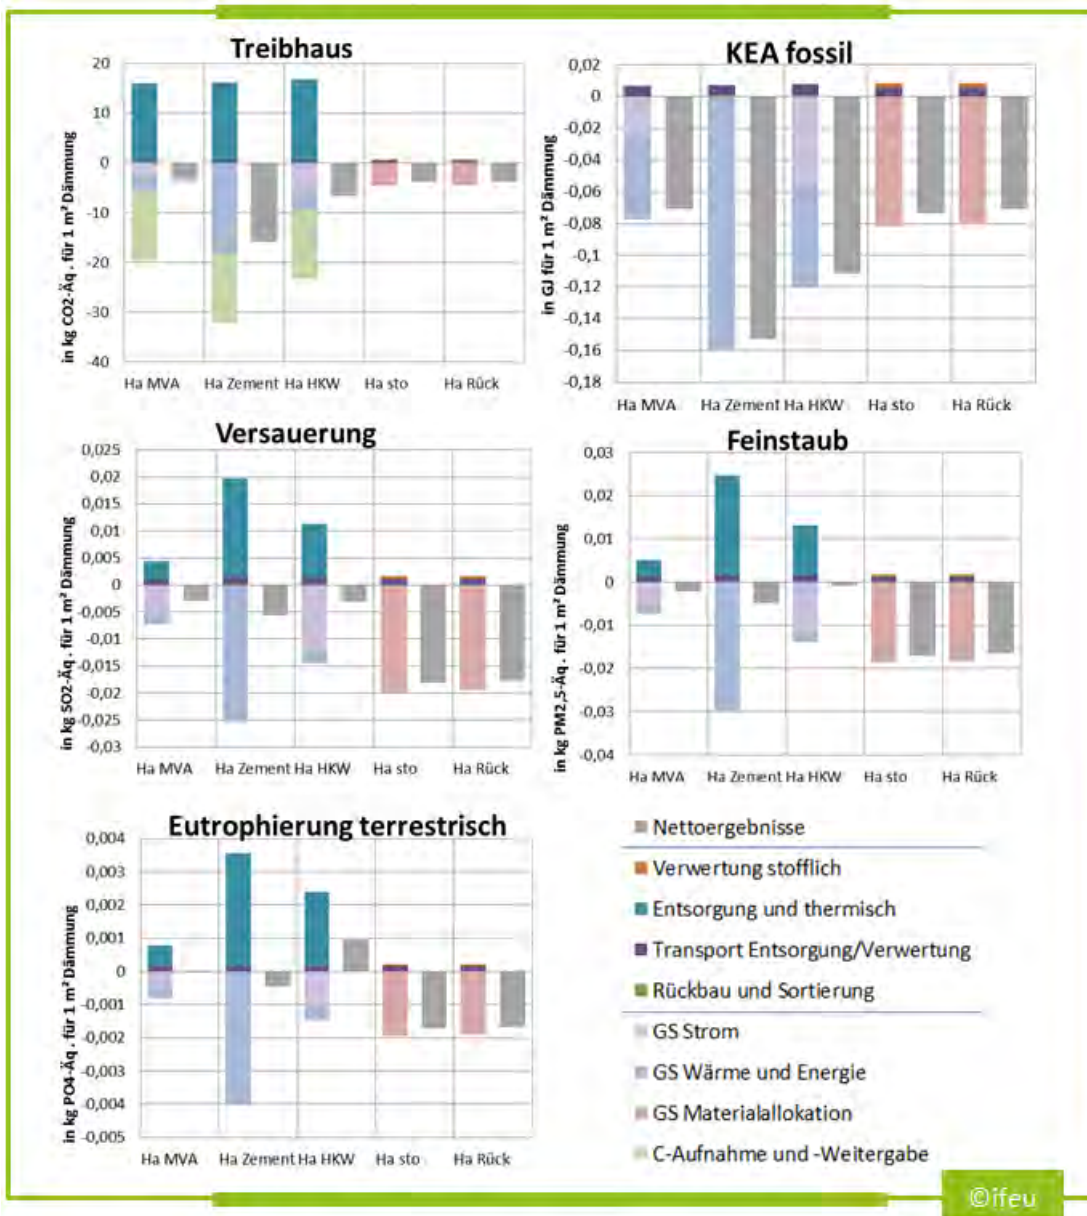 Treibhaus
in kg CO2-Äq . für 1 m² Dämmung
20
10
0
-10
-20
-30
-40
Ha MVA Ha Zement Ha HKW Ha sto Ha Rück
KEA fossil
in GJ für 1 m² Dämmung
0,02
0
-0,02
-0,04
-0,06
-0,08
-0,1
-0,12
-0,14
-0,16
-0,18
Ha MVA Ha Zement Ha HKW Ha sto Ha Rück
Versauerung
in kg SO2-Äq . für 1 m² Dämmung
0,025
0,02
0,015
0,01
0,005
0
-0,005
-0,01
-0,015
-0,02
-0,025
-0,03
Ha MVA Ha Zement Ha HKW Ha sto Ha Rück
Feinstaub
in kg PM2,5-Äq . für 1 m² Dämmung
0,03
0,02
0,01
0
-0,01
-0,02
-0,03
-0,04
Ha MVA Ha Zement Ha HKW Ha sto Ha Rück
Eutrophierung terrestrisch
in kg PO4-Äq . für 1 m² Dämmung
0,004
0,003
0,002
0,001
0
-0,001
-0,002
-0,003
-0,004
-0,005
Ha MVA Ha Zement Ha HKW Ha sto Ha Rück
Nettoergebnisse
Verwertung stofflich
Entsorgung und thermisch
Transport Entsorgung/Verwertung
Rückbau und Sortierung
GS Strom
GS Wärme und Energie
GS Materialallokation
C-Aufnahme und -Weitergabe
©ifeu